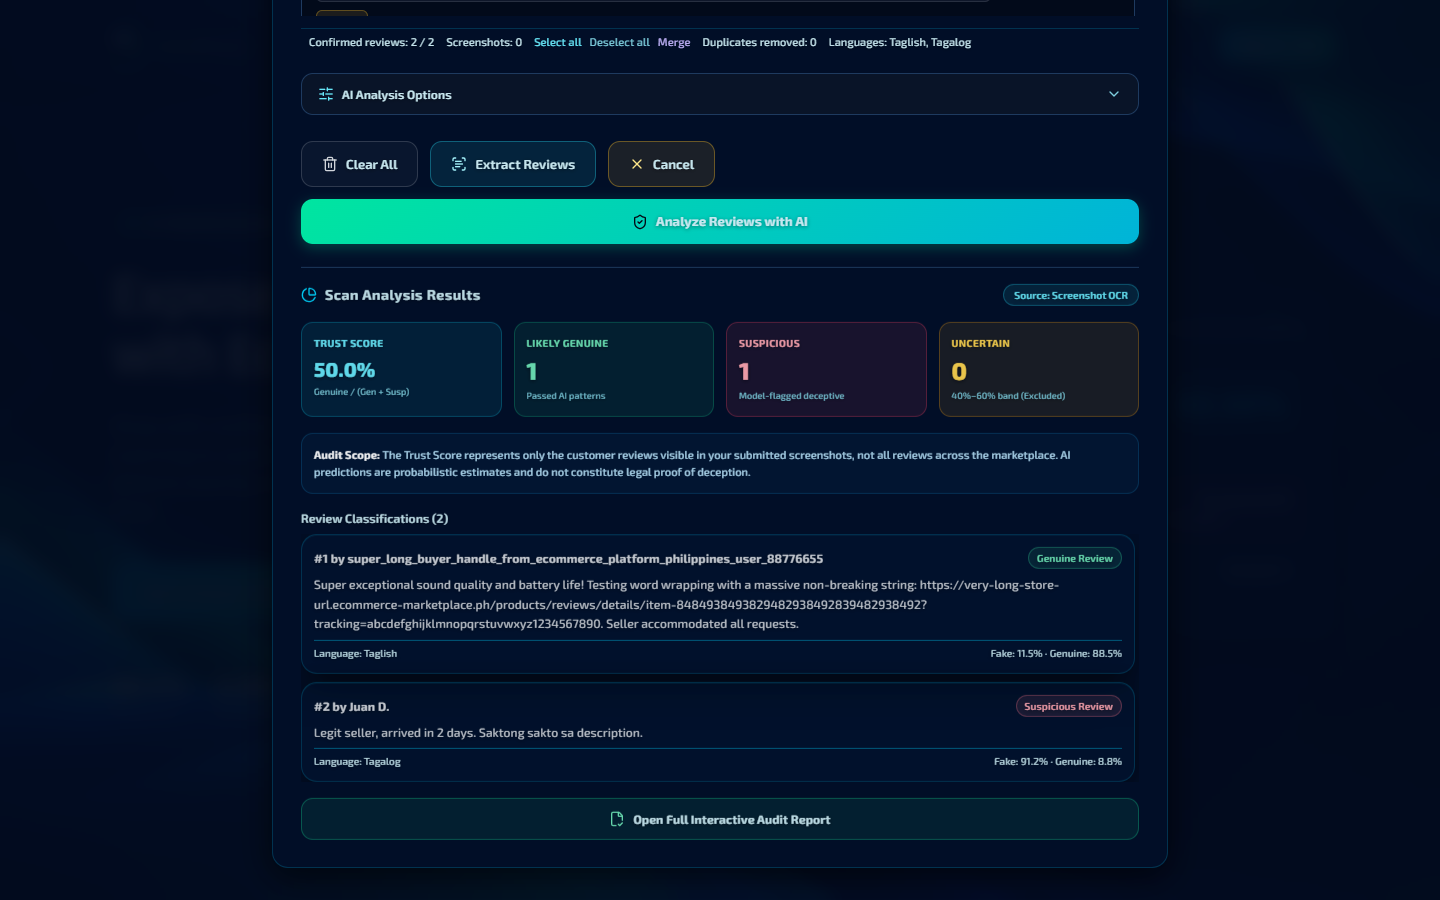 Confirmed reviews: 2 / 2 Screenshots: 0 Select all Deselect all Merge Duplicates removed: 0 Languages: Taglish, Tagalog
AI Analysis Options
Clear All Extract Reviews Cancel
Analyze Reviews with AI
Scan Analysis Results Source: Screenshot OCR
TRUST SCORE
50.0%
Genuine / (Gen + Susp)
LIKELY GENUINE
1
Passed AI patterns
SUSPICIOUS
1
Model-flagged deceptive
UNCERTAIN
0
40%–60% band (Excluded)
Audit Scope: The Trust Score represents only the customer reviews visible in your submitted screenshots, not all reviews across the marketplace. AI
predictions are probabilistic estimates and do not constitute legal proof of deception.
Review Classifications (2)
#1 by super_long_buyer_handle_from_ecommerce_platform_philippines_user_88776655 Genuine Review
Super exceptional sound quality and battery life! Testing word wrapping with a massive non-breaking string: https://very-long-store-
url.ecommerce-marketplace.ph/products/reviews/details/item-8484938493829482938492839482938492?
tracking=abcdefghijklmnopqrstuvwxyz1234567890. Seller accommodated all requests.
Language: Taglish Fake: 11.5% · Genuine: 88.5%
#2 by Juan D. Suspicious Review
Legit seller, arrived in 2 days. Saktong sakto sa description.
Language: Tagalog Fake: 91.2% · Genuine: 8.8%
Open Full Interactive Audit Report